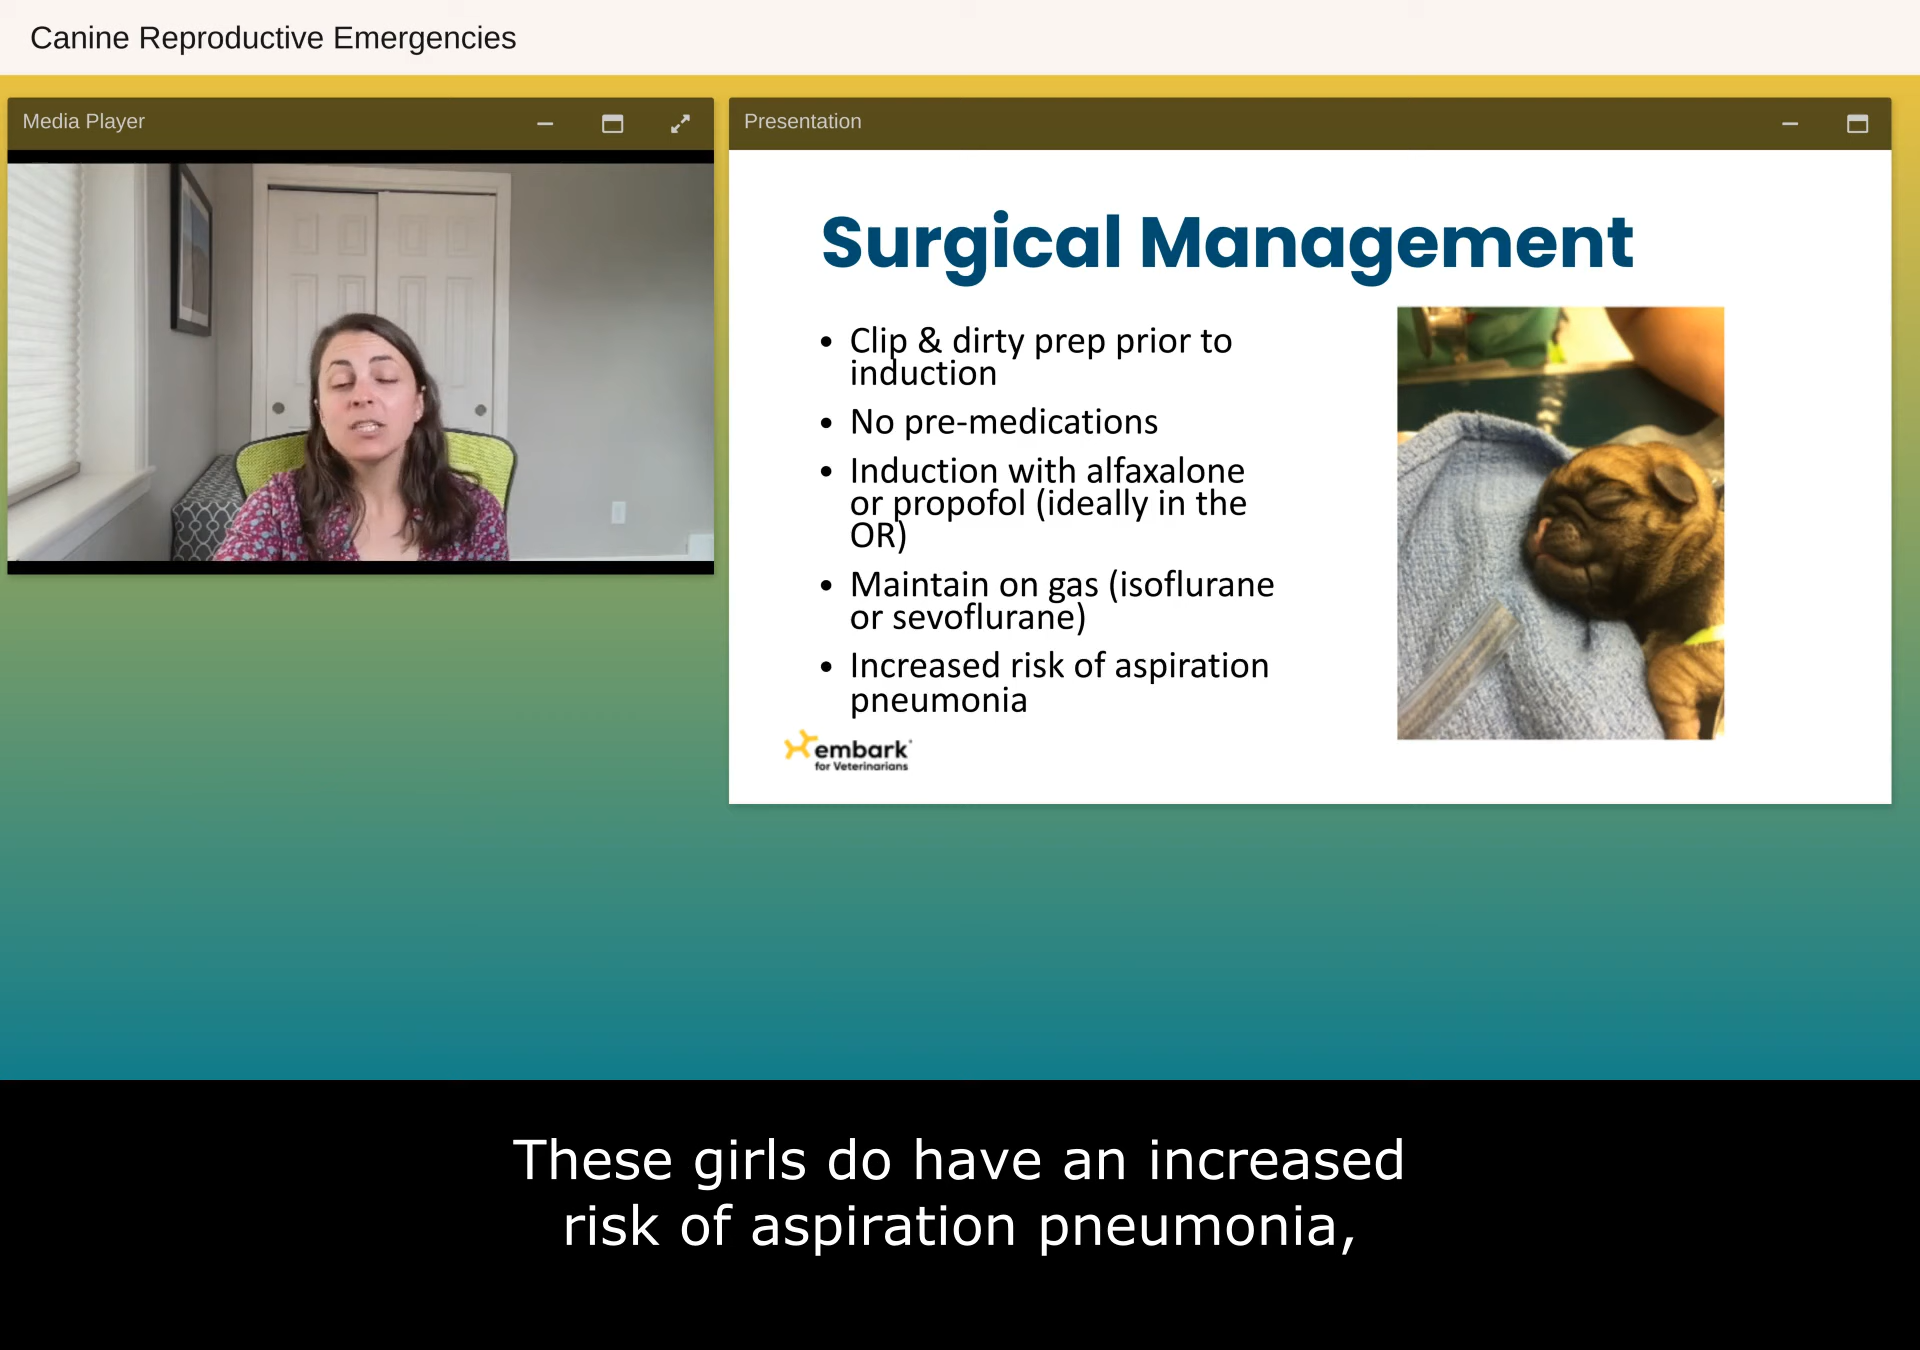 Canine Reproductive Emergencies
Media Player
Presentation
Surgical Management
• Clip & dirty prep prior to
induction
• No pre-medications
• Induction with alfaxalone
or propofol (ideally in the
OR)
• Maintain on gas (isoflurane
or sevoflurane)
• Increased risk of aspiration
pneumonia
embark
for Veterinarians
These girls do have an increased
risk of aspiration pneumonia,